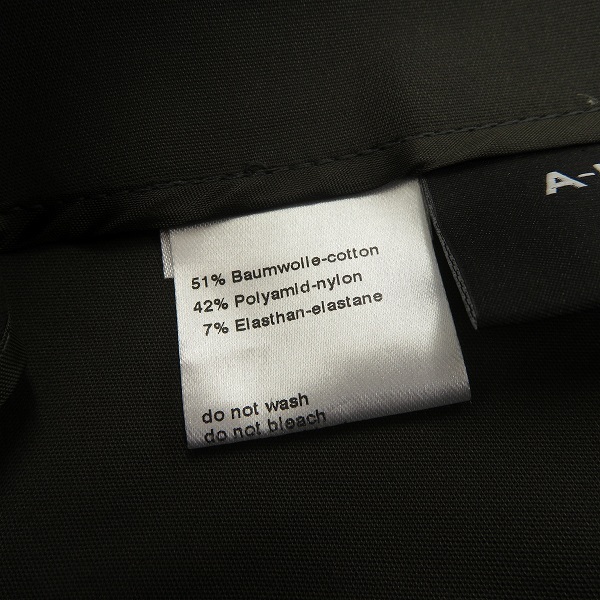 51% Baumwolle-cotton
42% Polyamid-nylon
7% Elasthan-elastane
do not wash
do not bleach
A-